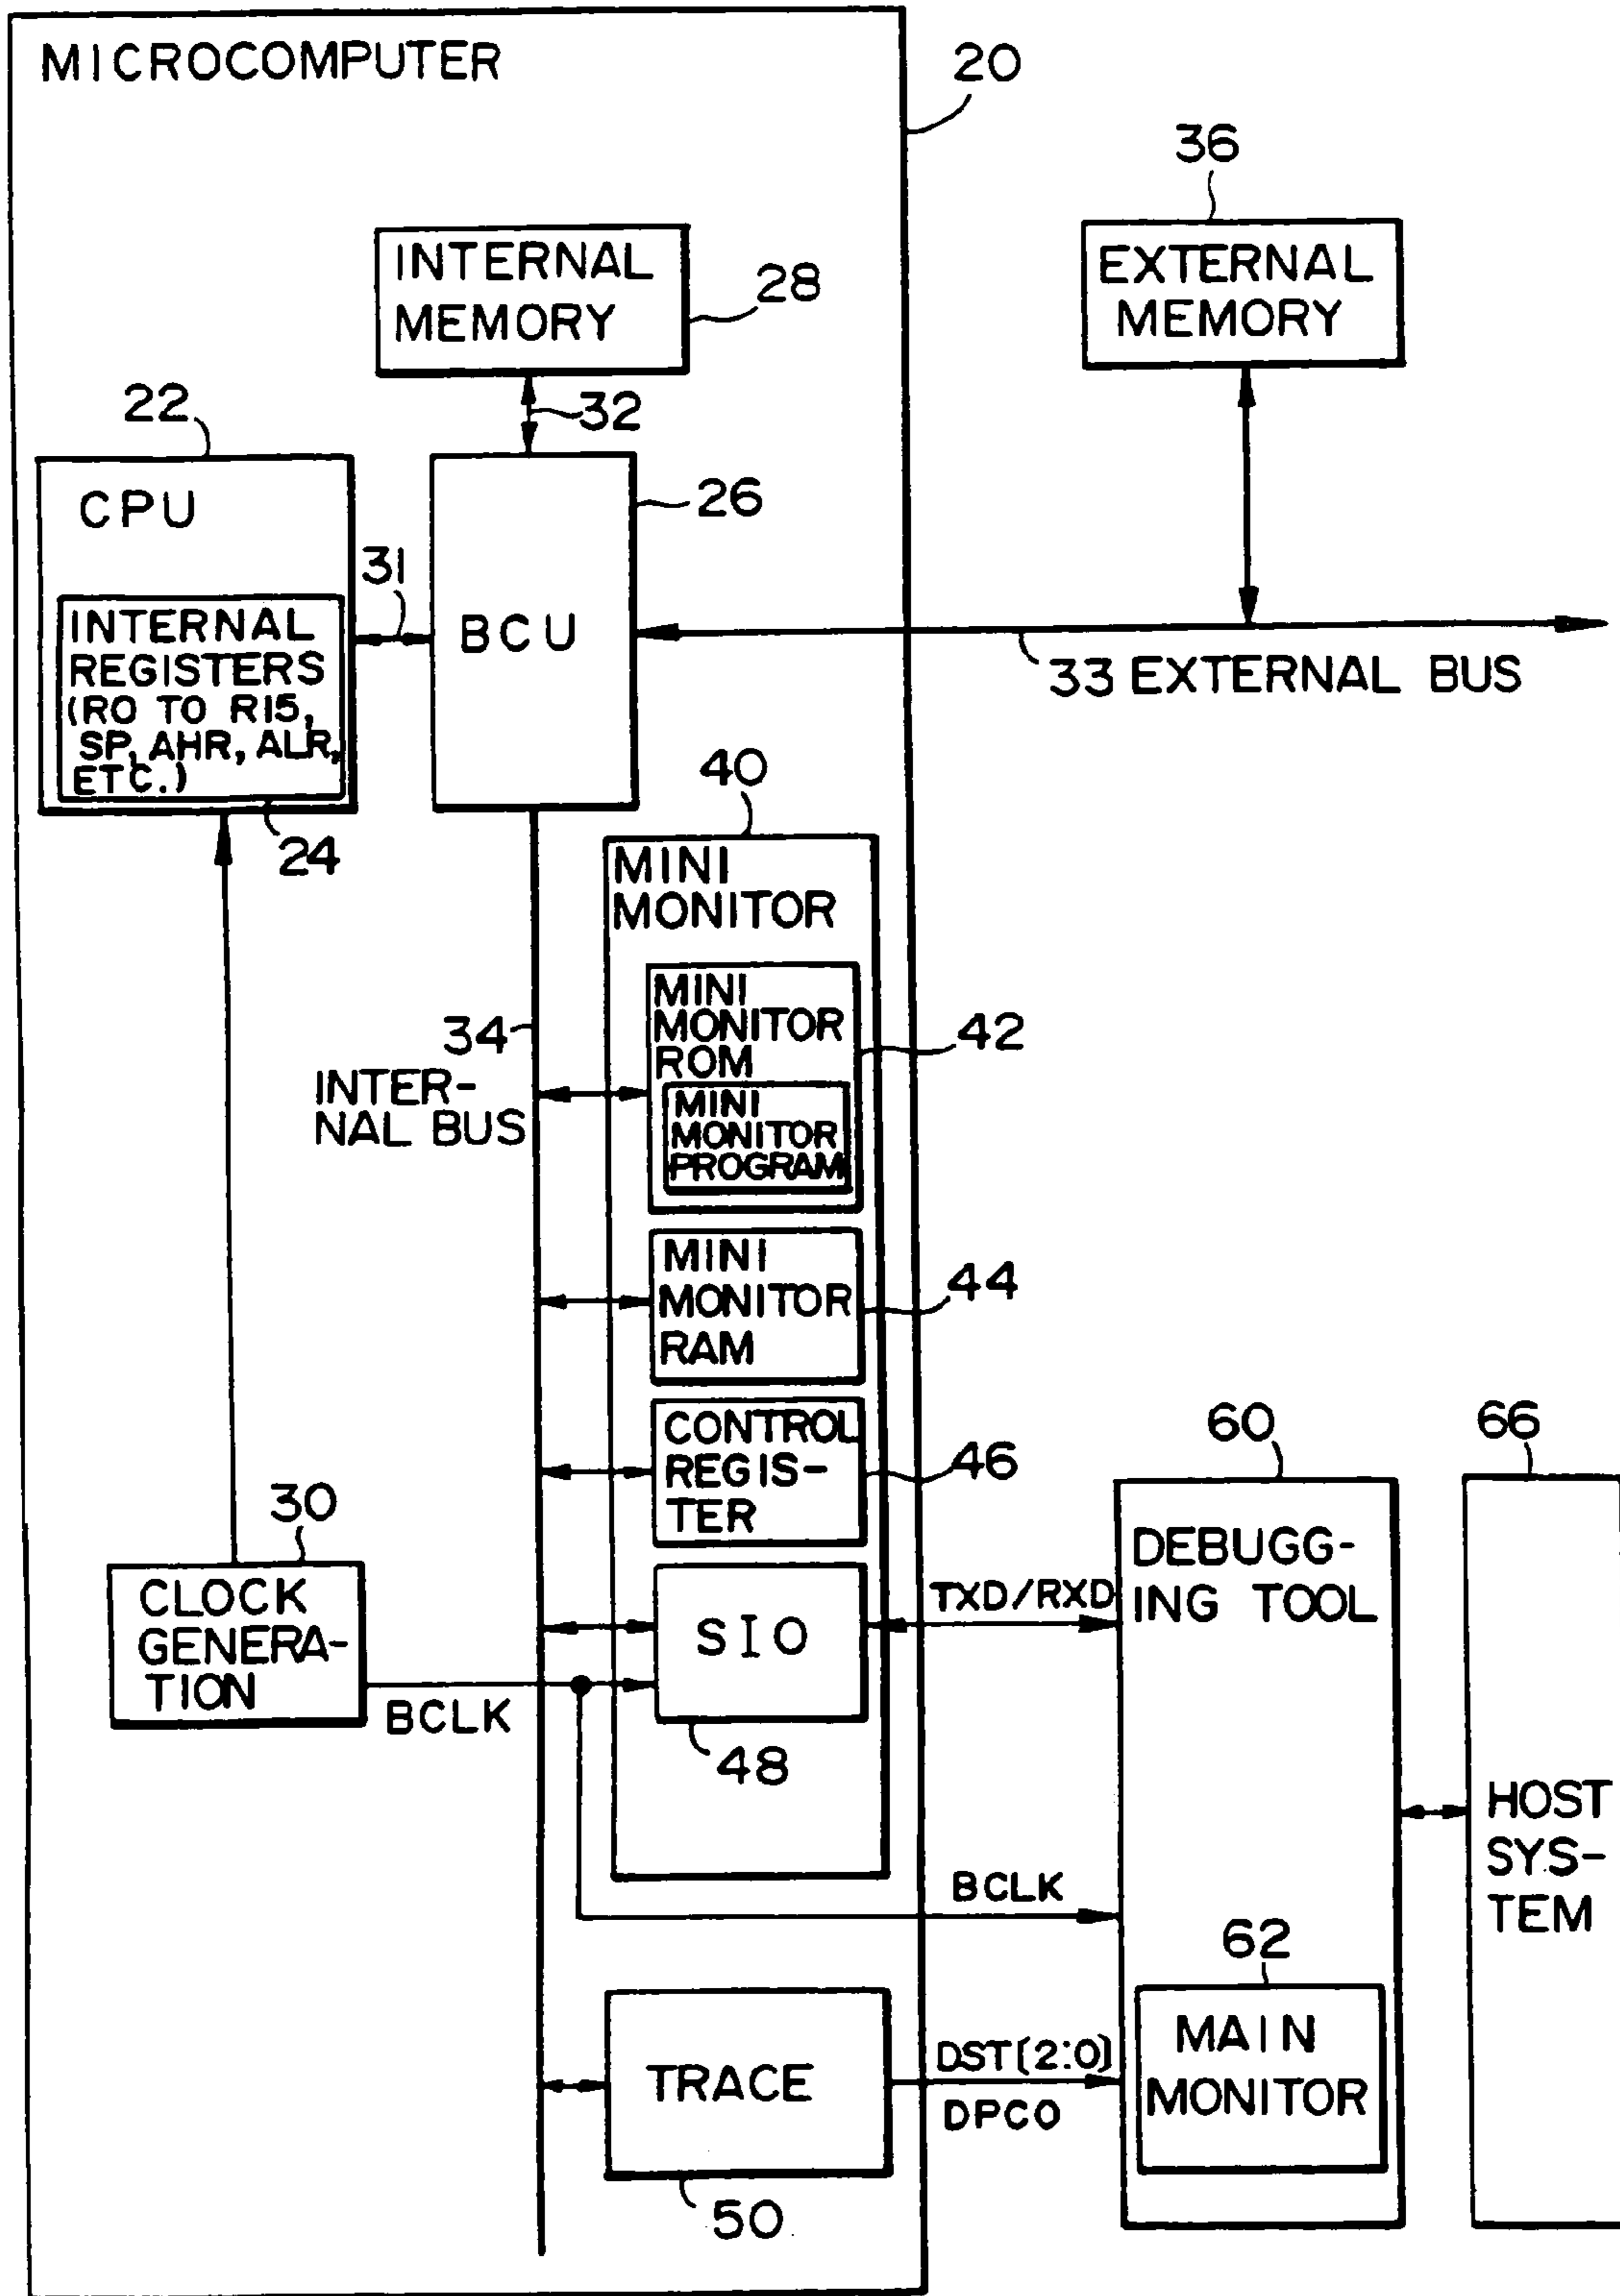 MICROCOMPUTER
20
36
INTERNAL
MEMORY
28
EXTERNAL
MEMORY
32
22
CPU
26
31
BCU
INTERNAL
REGISTERS
(RO TO R15,
SP, AHR, ALR,
ETC.)
33 EXTERNAL BUS
24
40
MINI
MONITOR
MINI
MONITOR
ROM
42
34
INTER-
NAL BUS
MINI
MONITOR
PROGRAM
MINI
MONITOR
RAM
44
CONTROL
REGIS-
TER
46
60
66
30
CLOCK
GENERA-
TION
DEBUGG-
ING TOOL
TXD/RXD
SIO
BCLK
48
HOST
SYS-
TEM
BCLK
62
MAIN
MONITOR
TRACE
DST[2:0]
DPCO
50